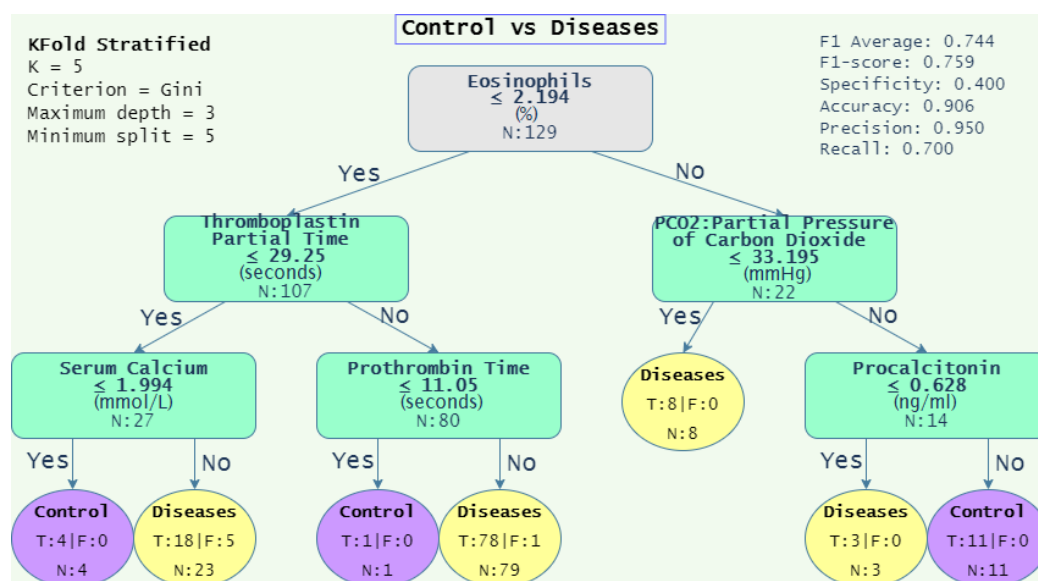 Control vs Diseases
KFold Stratified
K = 5
Criterion = Gini
Maximum depth = 3
Minimum split = 5
F1 Average: 0.744
F1-score: 0.759
Specificity: 0.400
Accuracy: 0.906
Precision: 0.950
Recall: 0.700
Eosinophils
≤ 2.194
(%)
N:129
Yes
No
Thromboplastin
Partial Time
≤ 29.25
(seconds)
N:107
PCO2:Partial Pressure
of Carbon Dioxide
≤ 33.195
(mmHg)
N:22
Yes
No
Yes
No
Serum Calcium
≤ 1.994
(mmol/L)
N:27
Prothrombin Time
≤ 11.05
(seconds)
N:80
Diseases
T:8|F:0
N:8
Procalcitonin
≤ 0.628
(ng/ml)
N:14
Yes
No
Yes
No
Yes
No
Control
T:4|F:0
N:4
Diseases
T:18|F:5
N:23
Control
T:1|F:0
N:1
Diseases
T:78|F:1
N:79
Diseases
T:3|F:0
N:3
Control
T:11|F:0
N:11